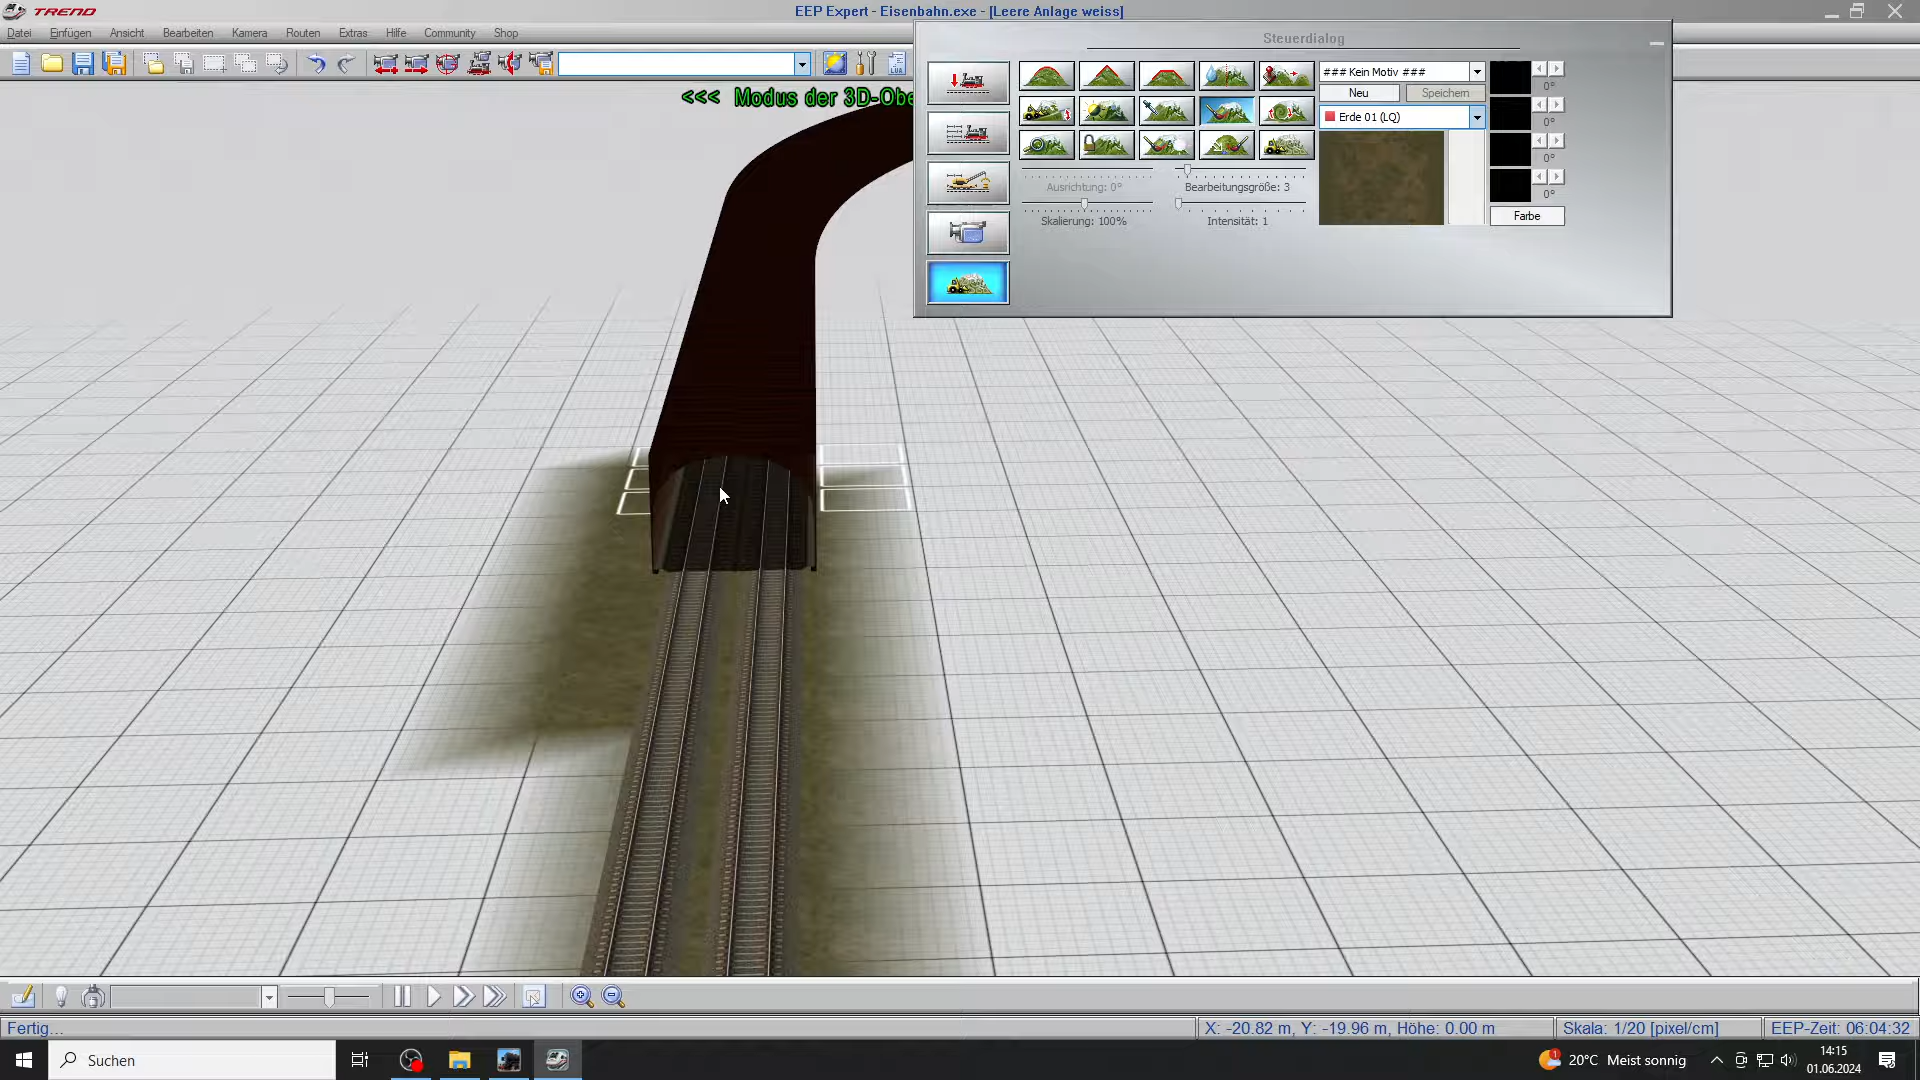 TREND
EEP Expert - Eisenbahn.exe - [Leere Anlage weiss]
Datei Einfügen Ansicht Bearbeiten Kamera Routen Extras Hilfe Community Shop
Steuerdialog
LUA
<<< Modus der 3D-Obe
### Kein Motiv ###
Neu Speichern
Erde 01 (LQ)
0°
0°
0°
0°
Ausrichtung: 0° Bearbeitungsgröße: 3
Skalierung: 100% Intensität: 1
Farbe
Fertig... X: -20.82 m, Y: -19.96 m, Höhe: 0.00 m Skala: 1/20 [pixel/cm] EEP-Zeit: 06:04:32
Suchen 20°C Meist sonnig 14:15
01.06.2024